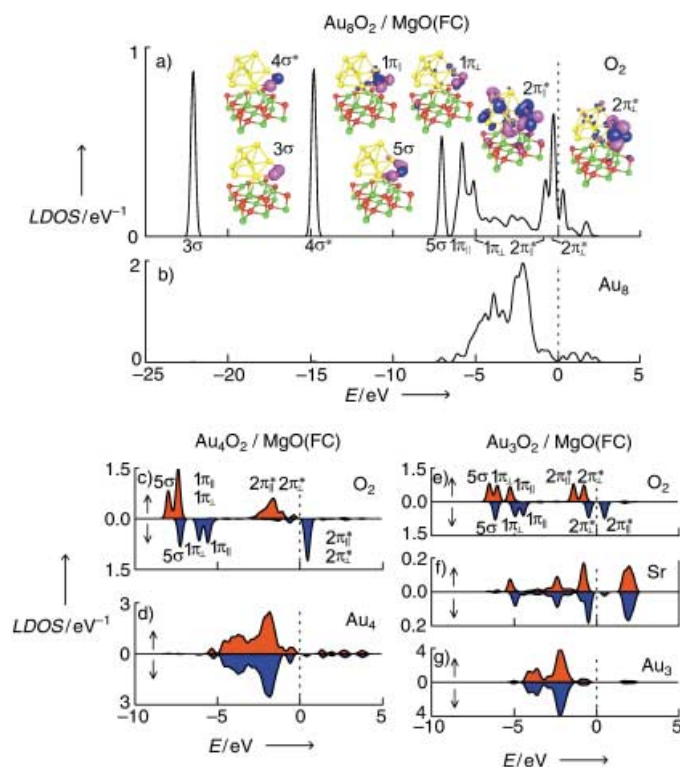 Au₈O₂ / MgO(FC)
a)
O₂
4σ*
1π∥
1π⊥
2π∥*
2π⊥*
3σ
5σ
1
0
LDOS/eV⁻¹
3σ
4σ*
5σ 1π∥ 1π⊥ 2π∥* 2π⊥*
b)
Au₈
2
0
−25 −20 −15 −10 −5 0
E/eV
Au₄O₂ / MgO(FC)
c)
O₂
5σ 1π∥ 2π∥* 2π⊥*
1π⊥
1.5
0.0
1.5
5σ 1π⊥ 1π∥ 2π∥*
2π⊥*
LDOS/eV⁻¹
d)
Au₄
3
0
3
−10 −5 0
E/eV
Au₃O₂ / MgO(FC)
e)
O₂
5σ 1π⊥ 1π∥ 2π∥* 2π⊥*
1.5
0.0
1.5
5σ 1π⊥ 1π∥ 2π⊥* 2π∥*
f)
Sr
0.2
0.0
0.2
g)
Au₃
4
0
4
−10 −5 0
E/eV